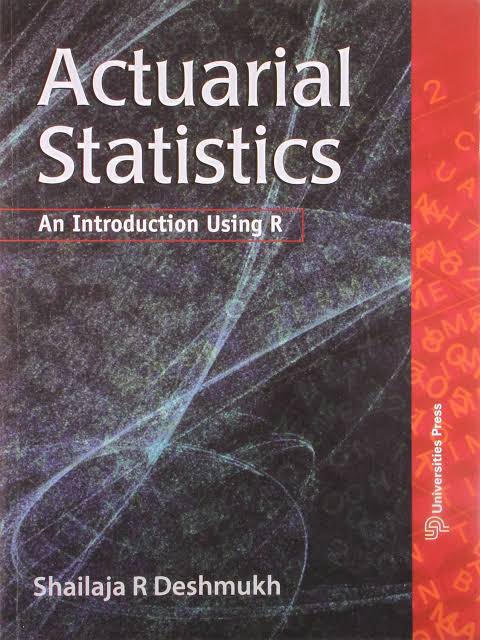 Actuarial
Statistics
An Introduction Using R
Universities Press
Shailaja R Deshmukh